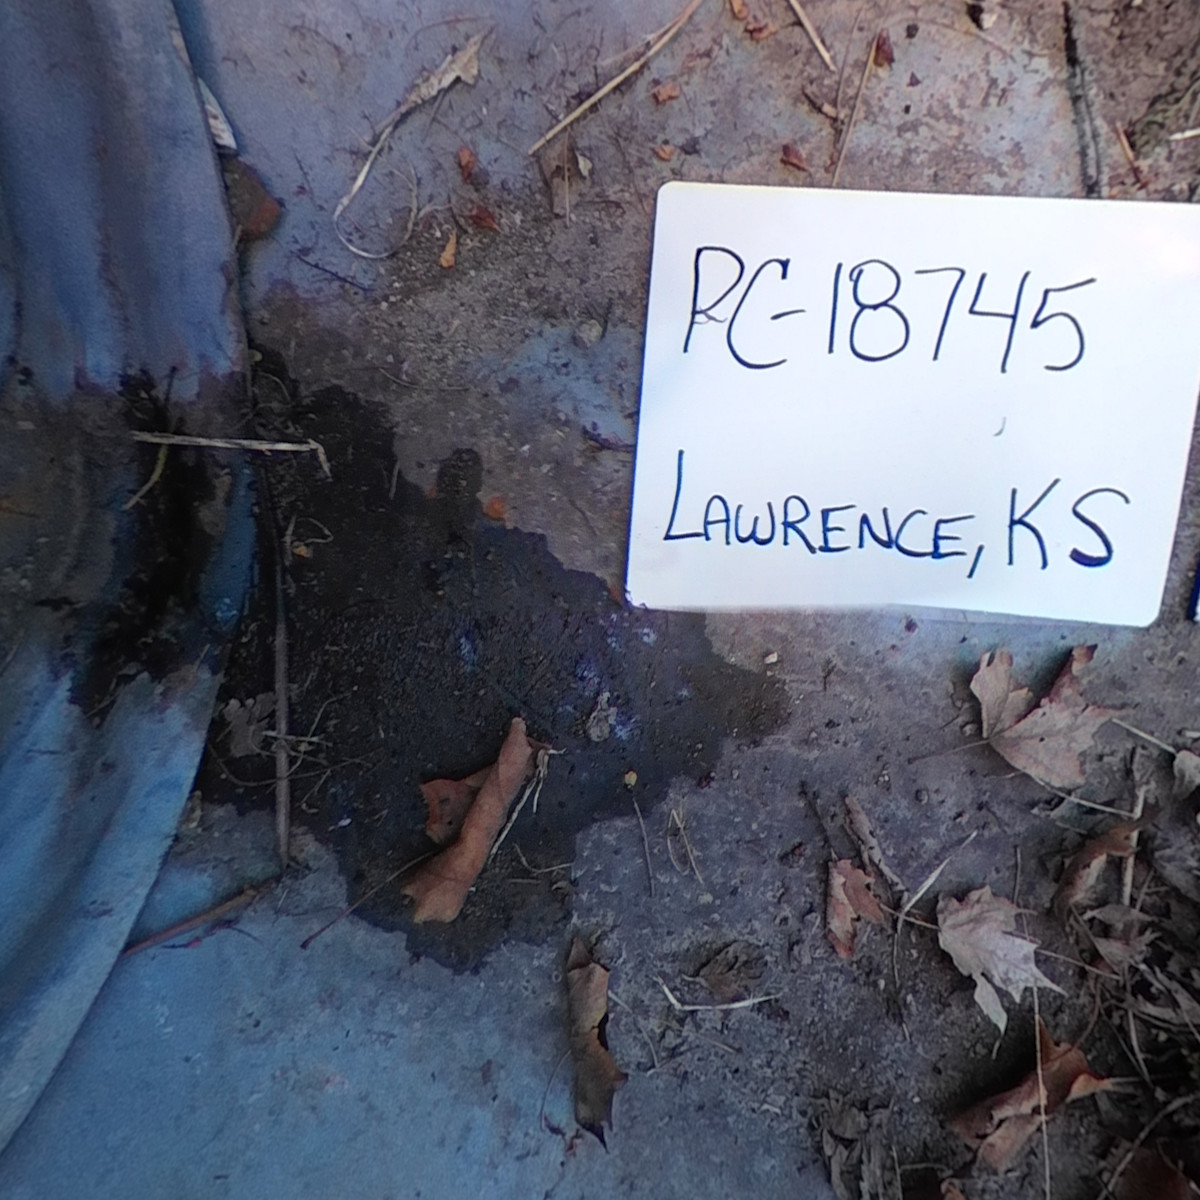 PC-18745
LAWRENCE, KS